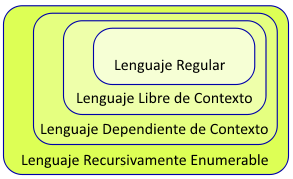 Lenguaje Regular
Lenguaje Libre de Contexto
Lenguaje Dependiente de Contexto
Lenguaje Recursivamente Enumerable